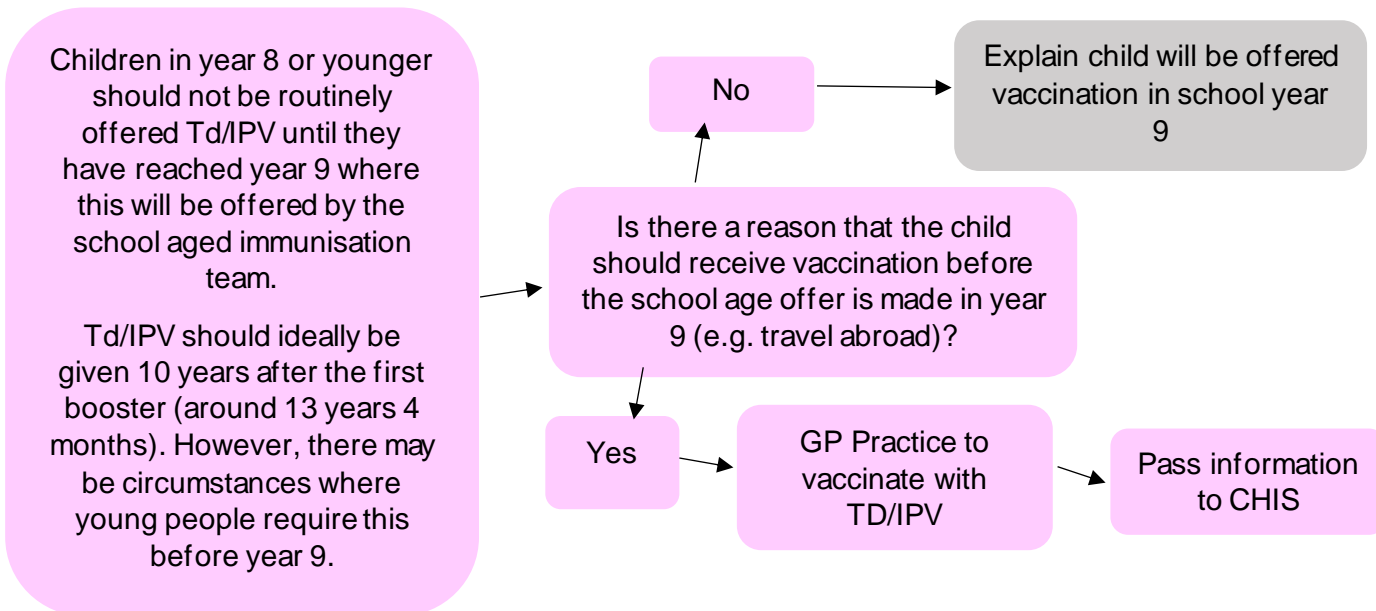 Children in year 8 or younger
should not be routinely
offered Td/IPV until they
have reached year 9 where
this will be offered by the
school aged immunisation
team.
Td/IPV should ideally be
given 10 years after the first
booster (around 13 years 4
months). However, there may
be circumstances where
young people require this
before year 9.
No
Explain child will be offered
vaccination in school year
9
Is there a reason that the child
should receive vaccination before
the school age offer is made in year
9 (e.g. travel abroad)?
Yes
GP Practice to
vaccinate with
TD/IPV
Pass information
to CHIS